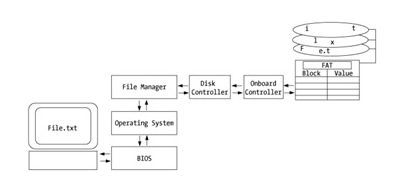 i t
l x
F e.t
FAT
Block Value
File Manager
Disk Controller
Onboard Controller
File.txt
Operating System
BIOS